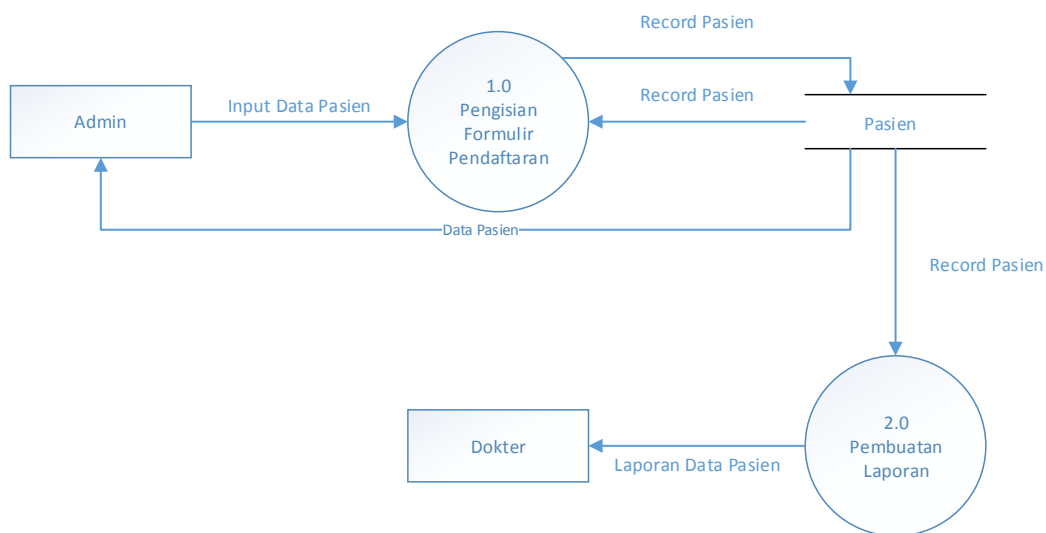 Record Pasien
Admin
Input Data Pasien
1.0
Pengisian
Formulir
Pendaftaran
Record Pasien
Pasien
Data Pasien
Record Pasien
Dokter
Laporan Data Pasien
2.0
Pembuatan
Laporan